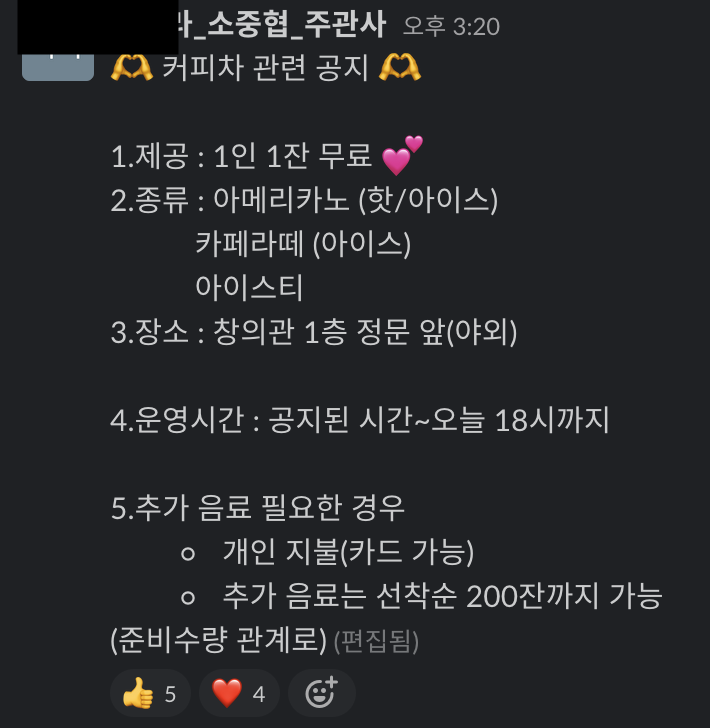 _소중협_주관사 오후 3:20
🫶 커피차 관련 공지 🫶
1.제공 : 1인 1잔 무료 💕
2.종류 : 아메리카노 (핫/아이스)
카페라떼 (아이스)
아이스티
3.장소 : 창의관 1층 정문 앞(야외)
4.운영시간 : 공지된 시간~오늘 18시까지
5.추가 음료 필요한 경우
○ 개인 지불(카드 가능)
○ 추가 음료는 선착순 200잔까지 가능
(준비수량 관계로) (편집됨)
👍 5 ❤️ 4